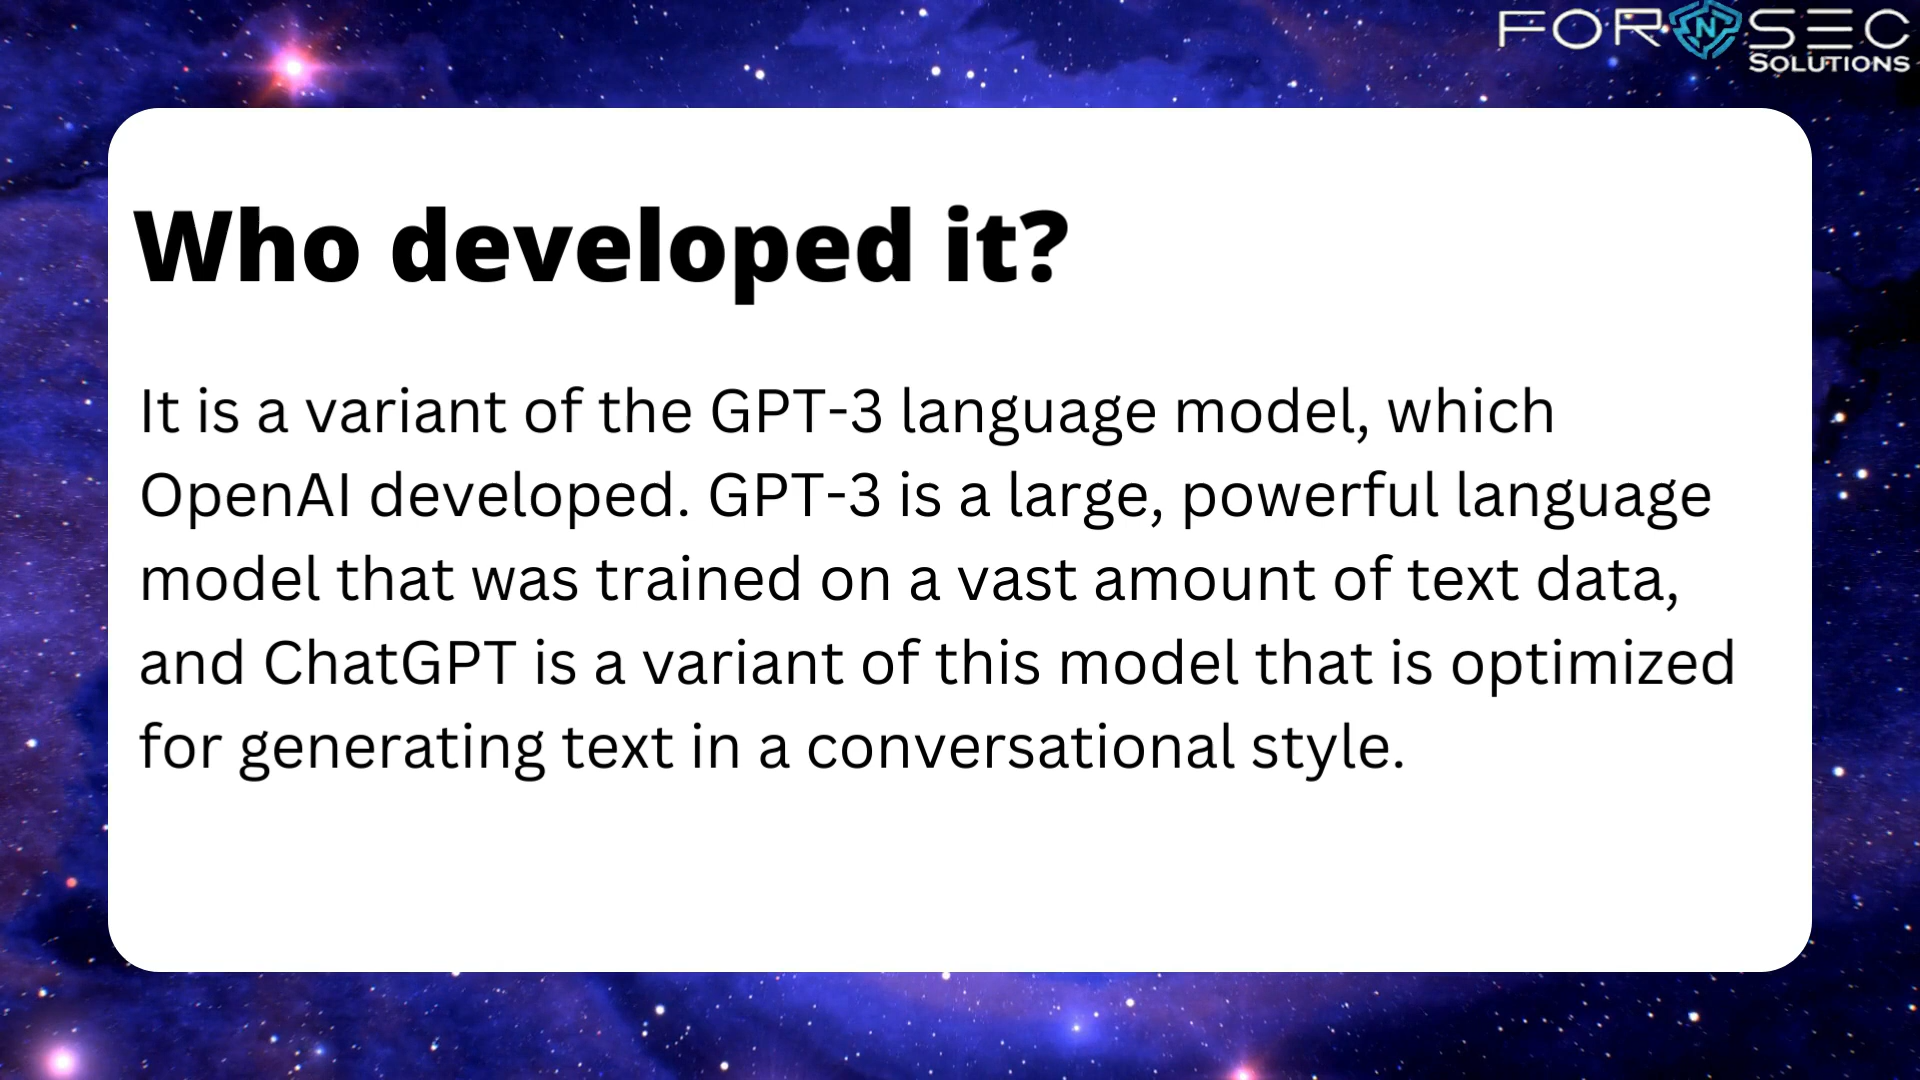 FORNSEC
SOLUTIONS
Who developed it?
It is a variant of the GPT-3 language model, which
OpenAI developed. GPT-3 is a large, powerful language
model that was trained on a vast amount of text data,
and ChatGPT is a variant of this model that is optimized
for generating text in a conversational style.